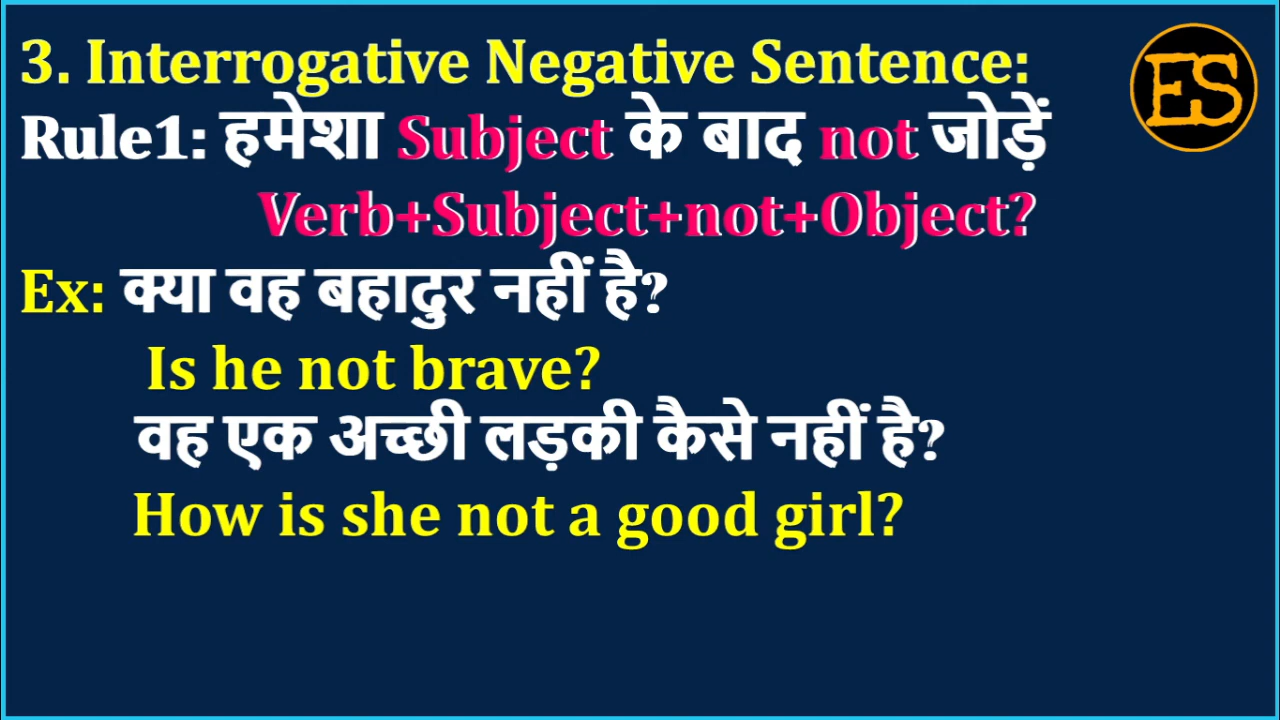 3. Interrogative Negative Sentence:
ES
Rule1: हमेशा Subject के बाद not जोड़ें
Verb+Subject+not+Object?
Ex: क्या वह बहादुर नहीं है?
Is he not brave?
वह एक अच्छी लड़की कैसे नहीं है?
How is she not a good girl?